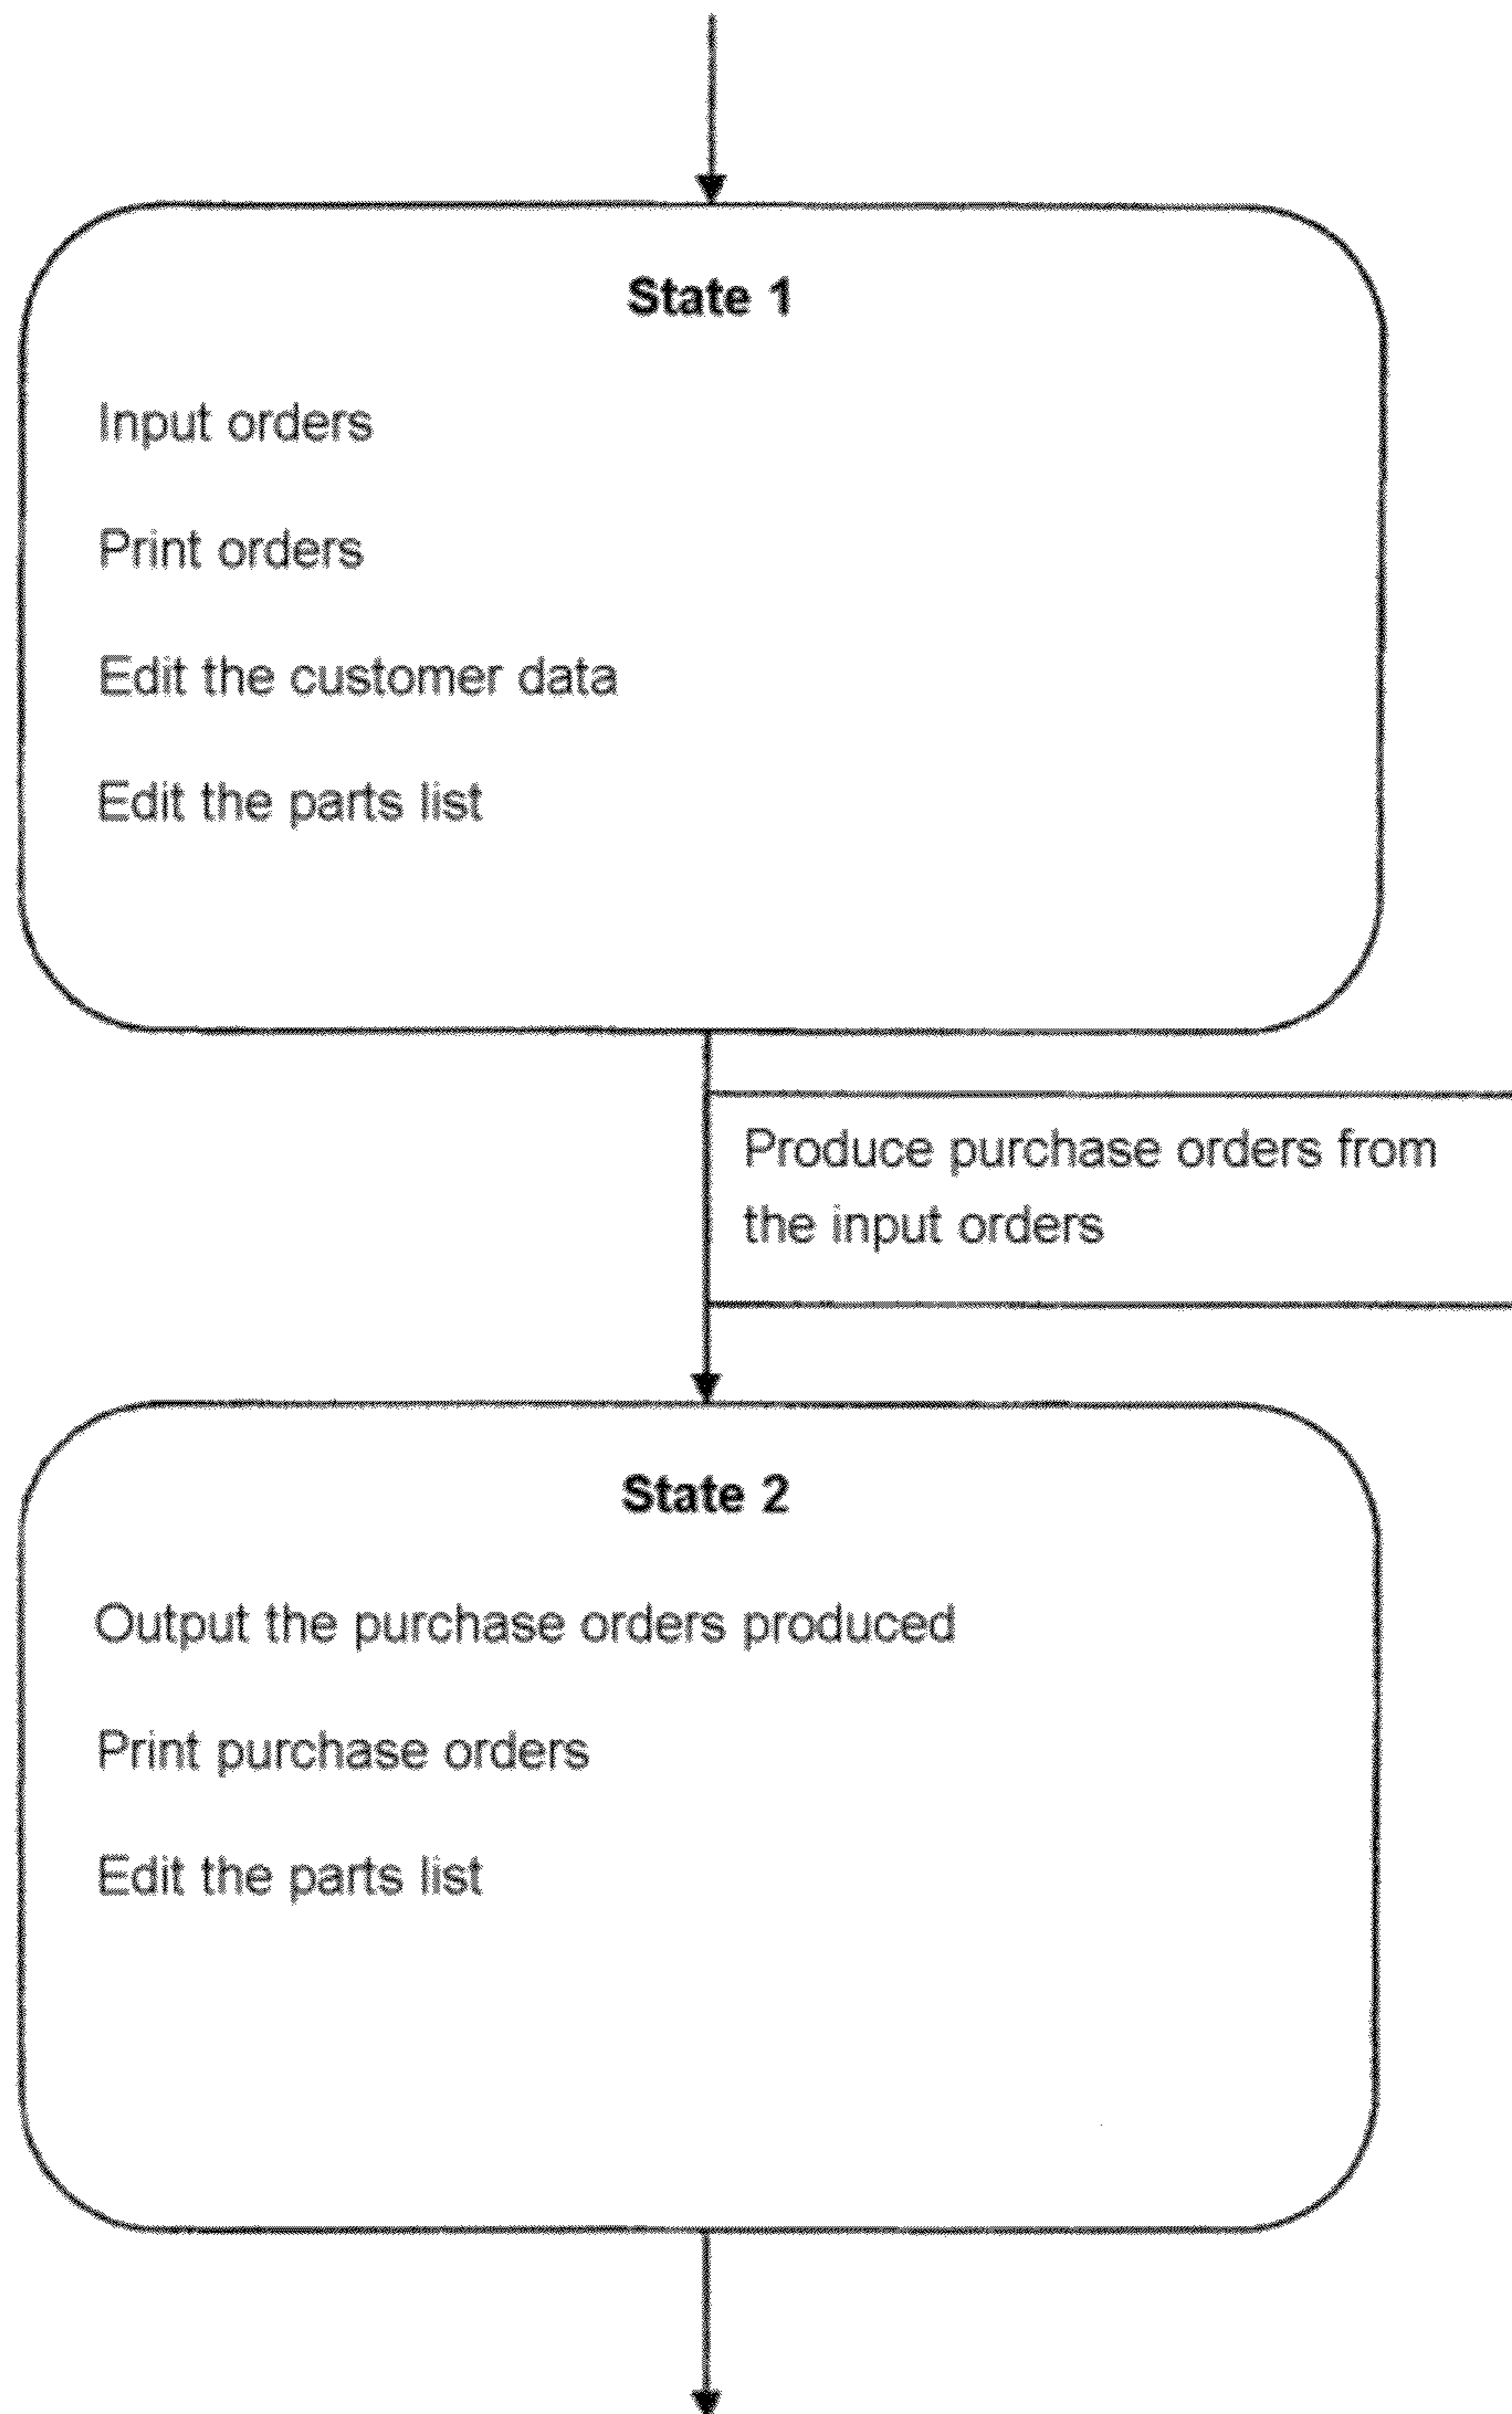 State 1
Input orders
Print orders
Edit the customer data
Edit the parts list
Produce purchase orders from
the input orders
State 2
Output the purchase orders produced
Print purchase orders
Edit the parts list